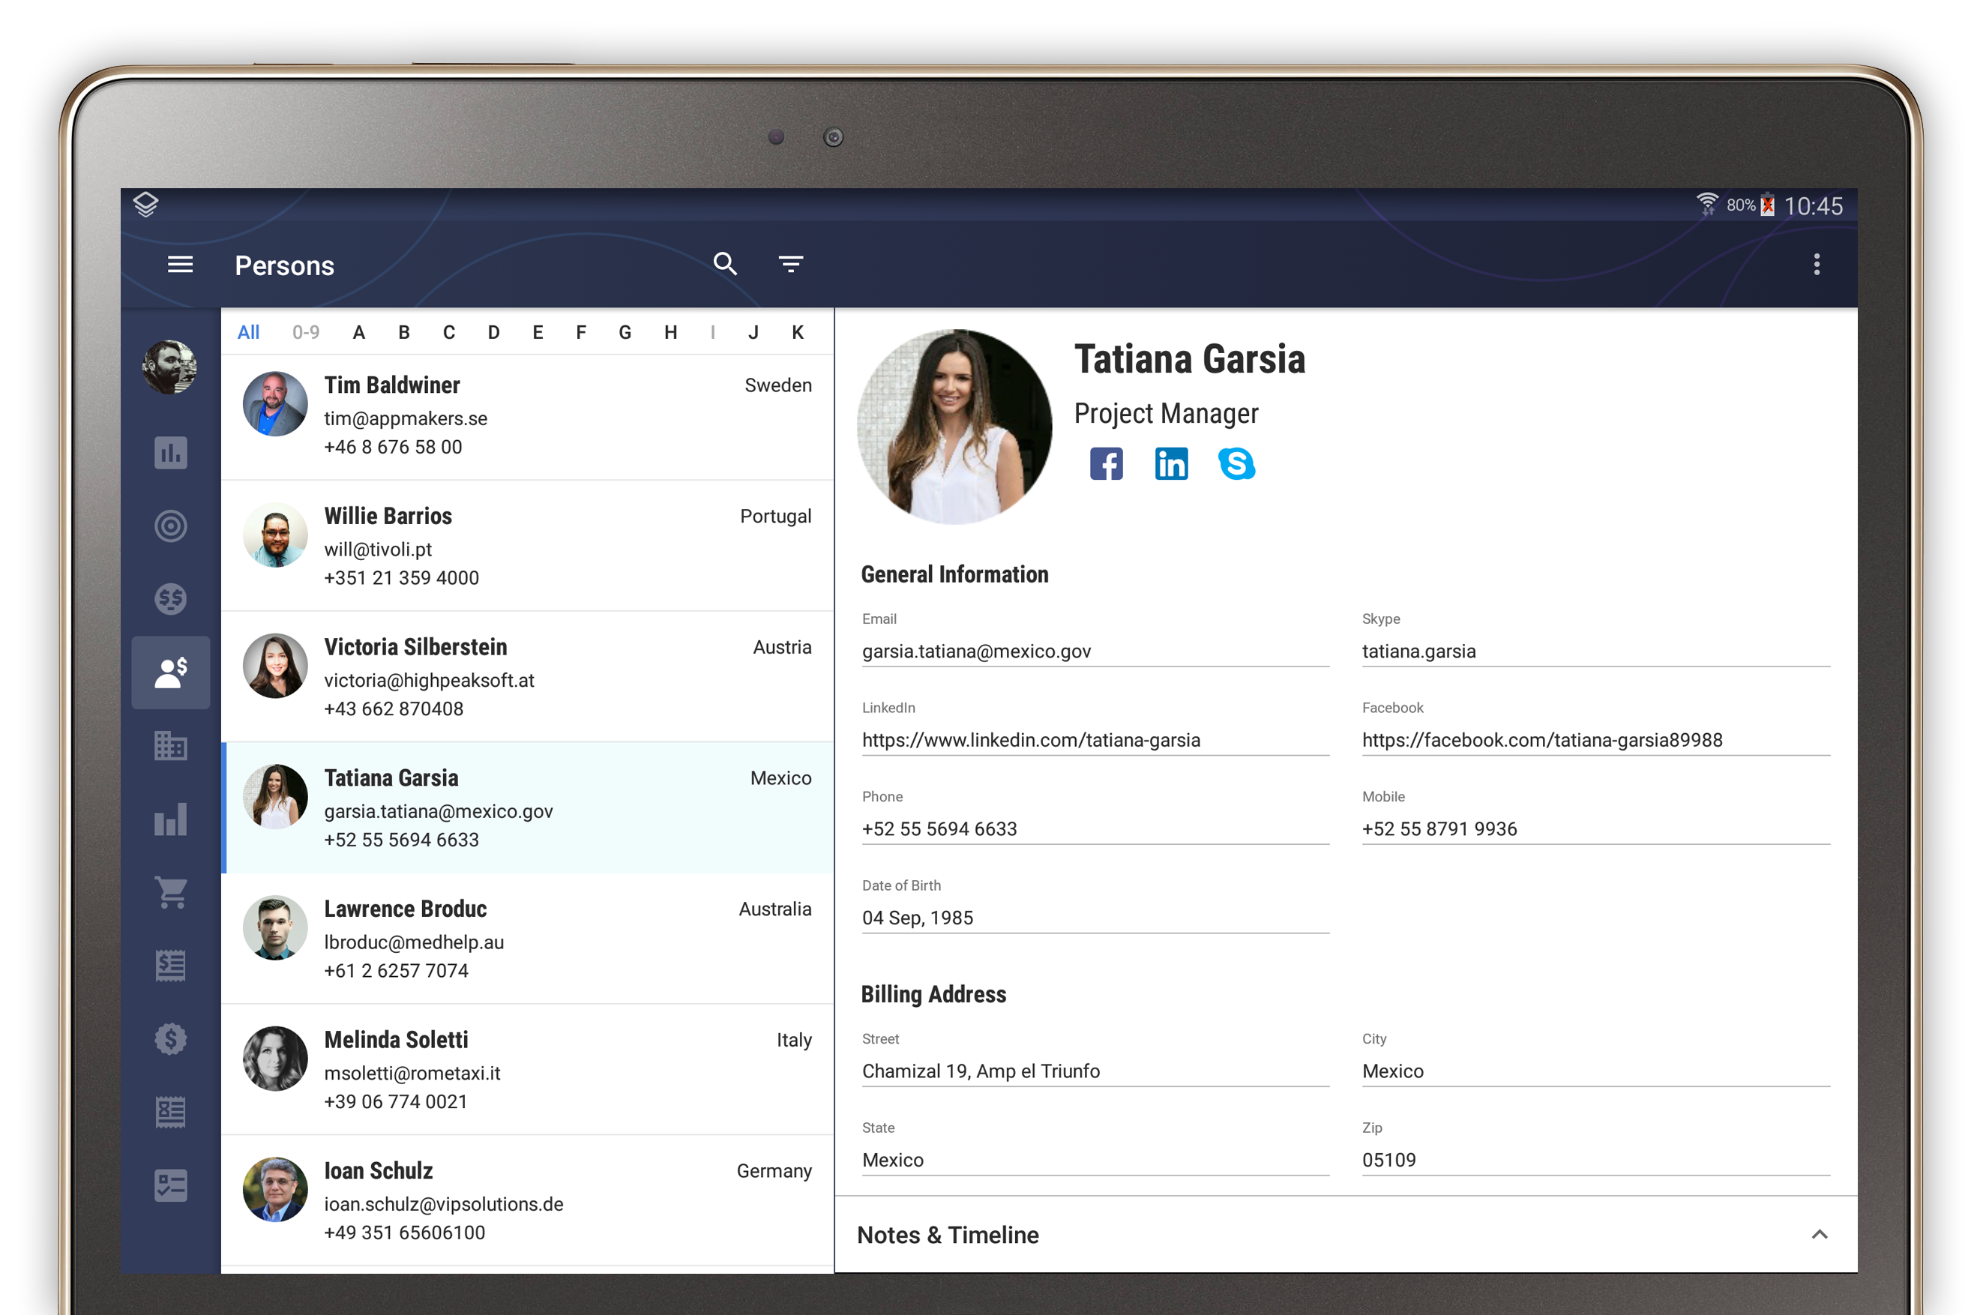 80% 10:45
Persons
All 0-9 A B C D E F G H I J K
Tim Baldwiner Sweden
tim@appmakers.se
+46 8 676 58 00
Willie Barrios Portugal
will@tivoli.pt
+351 21 359 4000
Victoria Silberstein Austria
victoria@highpeaksoft.at
+43 662 870408
Tatiana Garsia Mexico
garsia.tatiana@mexico.gov
+52 55 5694 6633
Lawrence Broduc Australia
lbroduc@medhelp.au
+61 2 6257 7074
Melinda Soletti Italy
msoletti@rometaxi.it
+39 06 774 0021
Ioan Schulz Germany
ioan.schulz@vipsolutions.de
+49 351 65606100
Tatiana Garsia
Project Manager
General Information
Email Skype
garsia.tatiana@mexico.gov tatiana.garsia
LinkedIn Facebook
https://www.linkedin.com/tatiana-garsia https://facebook.com/tatiana-garsia89988
Phone Mobile
+52 55 5694 6633 +52 55 8791 9936
Date of Birth
04 Sep, 1985
Billing Address
Street City
Chamizal 19, Amp el Triunfo Mexico
State Zip
Mexico 05109
Notes & Timeline